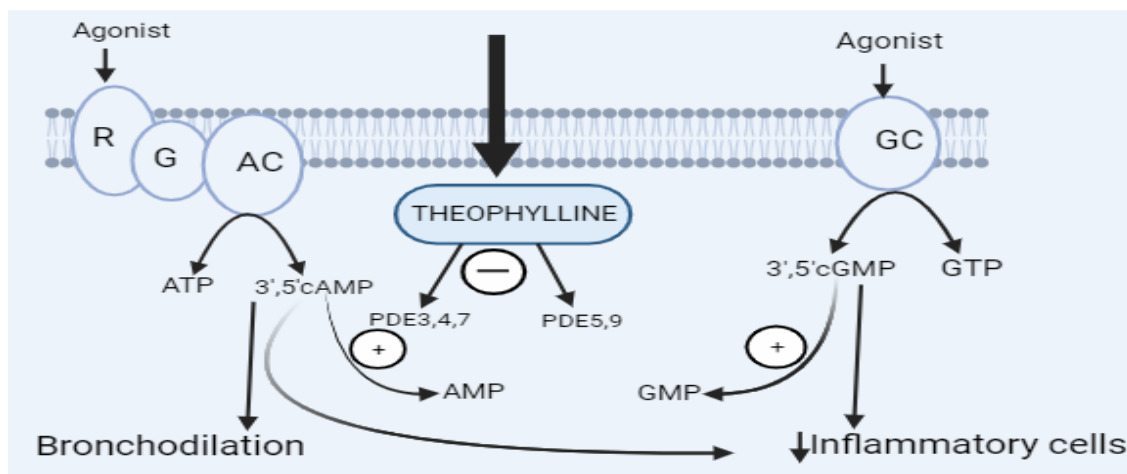 Agonist
Agonist
R
G
AC
GC
THEOPHYLLINE
—
ATP
3',5'cAMP
3',5'cGMP
GTP
PDE3,4,7
PDE5,9
+
+
AMP
GMP
Bronchodilation
↓Inflammatory cells